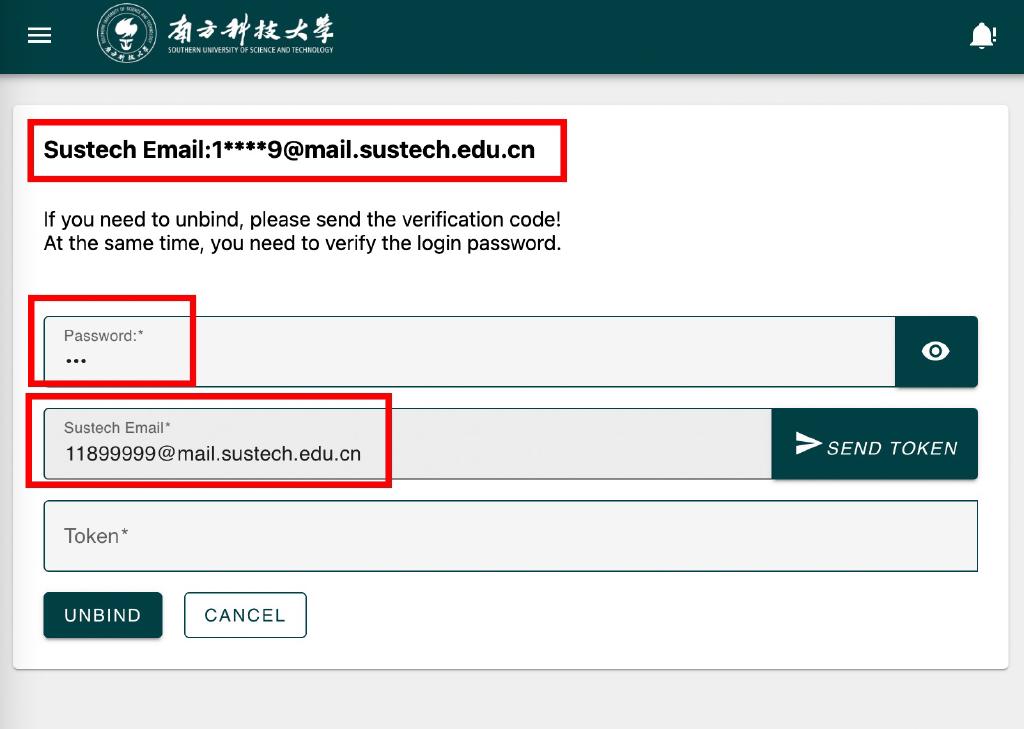 南方科技大学
SOUTHERN UNIVERSITY OF SCIENCE AND TECHNOLOGY
Sustech Email:1****9@mail.sustech.edu.cn
If you need to unbind, please send the verification code!
At the same time, you need to verify the login password.
Password:*
•••
Sustech Email*
11899999@mail.sustech.edu.cn
SEND TOKEN
Token*
UNBIND
CANCEL